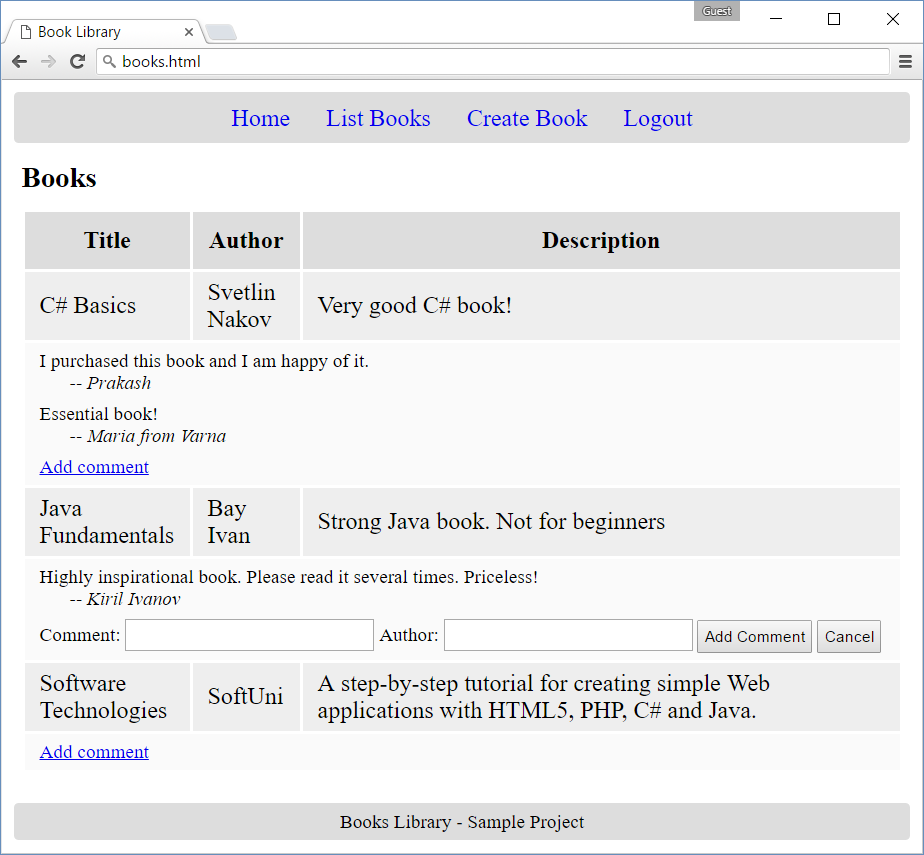 Guest
Book Library
books.html
Home List Books Create Book Logout
Books
Title Author Description
C# Basics
Svetlin
Nakov
Very good C# book!
I purchased this book and I am happy of it.
-- Prakash
Essential book!
-- Maria from Varna
Add comment
Java
Fundamentals
Bay
Ivan
Strong Java book. Not for beginners
Highly inspirational book. Please read it several times. Priceless!
-- Kiril Ivanov
Comment: Author: Add Comment Cancel
Software
Technologies
SoftUni
A step-by-step tutorial for creating simple Web
applications with HTML5, PHP, C# and Java.
Add comment
Books Library - Sample Project